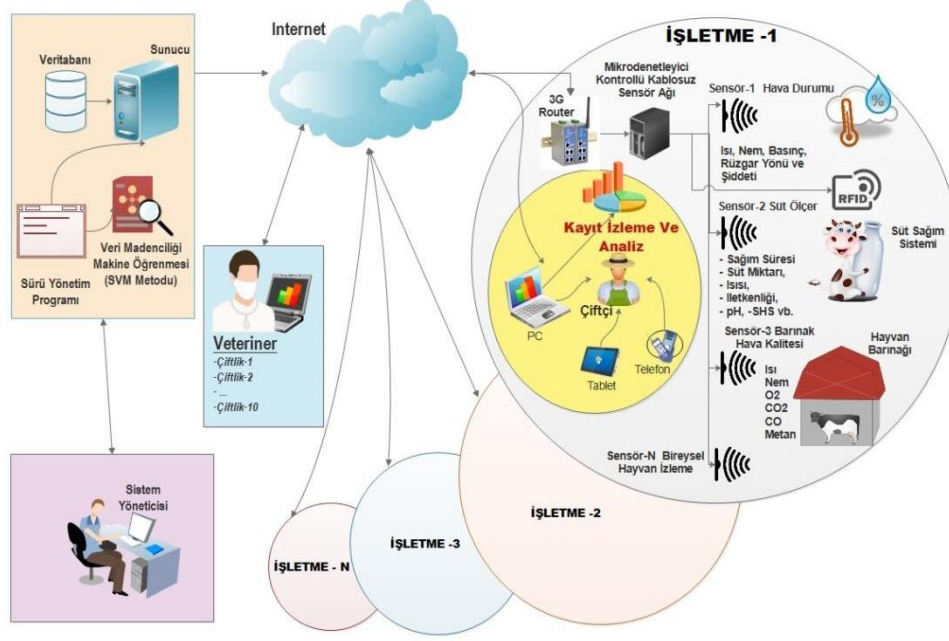 Veritabanı
Sunucu
Sürü Yönetim
Programı
Veri Madenciliği
Makine Öğrenmesi
(SVM Metodu)
Internet
Veteriner
-Çiftlik-1
-Çiftlik-2
- ...
-Çiftlik-10
Sistem
Yöneticisi
İŞLETME - N
İŞLETME -3
İŞLETME -2
İŞLETME -1
3G
Router
Mikrodenetleyici
Kontrollü Kablosuz
Sensör Ağı
Sensör-1 Hava Durumu
%
Isı, Nem, Basınç,
Rüzgar Yönü ve
Şiddeti
RFID
Sensör-2 Süt Ölçer
- Sağım Süresi
- Süt Miktarı,
- Isısı,
- Iletkenliği,
- pH, -SHS vb.
Süt Sağım
Sistemi
Kayıt İzleme Ve
Analiz
Çiftçi
PC
Tablet
Telefon
Sensör-3 Barınak
Hava Kalitesi
Isı
Nem
O2
CO2
CO
Metan
Hayvan
Barınağı
Sensör-N Bireysel
Hayvan İzleme